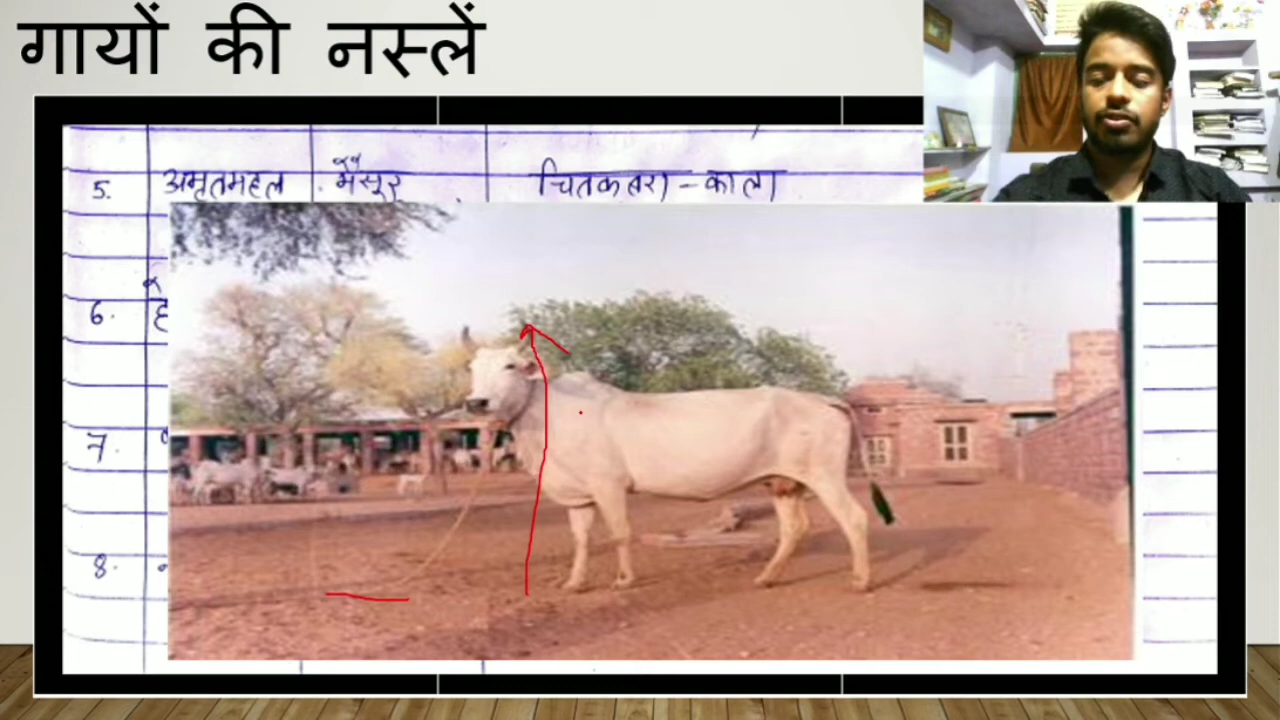 गायों की नस्लें
5. अमृतमहल मैसूर चितकबरा - काला
6. है
7.
8.